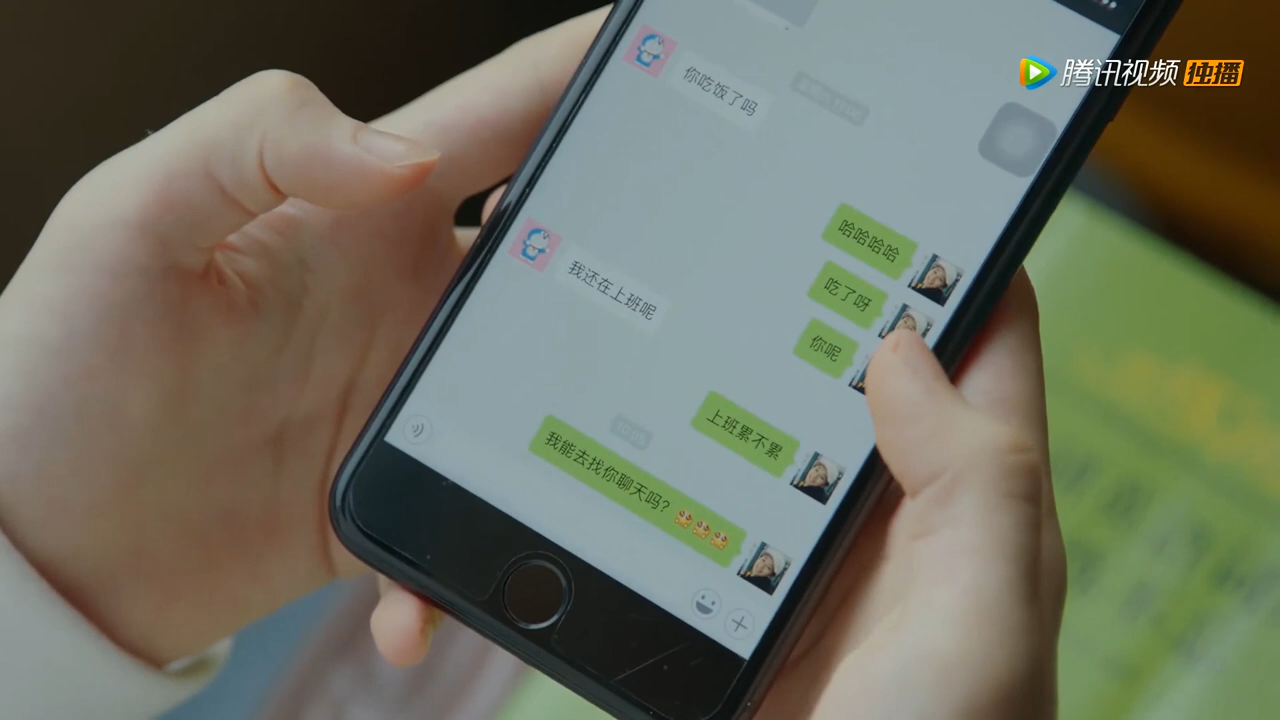 腾讯视频 独播
你吃饭了吗
哈哈哈哈
吃了呀
你呢
我还在上班呢
上班累不累
我能去找你聊天吗?